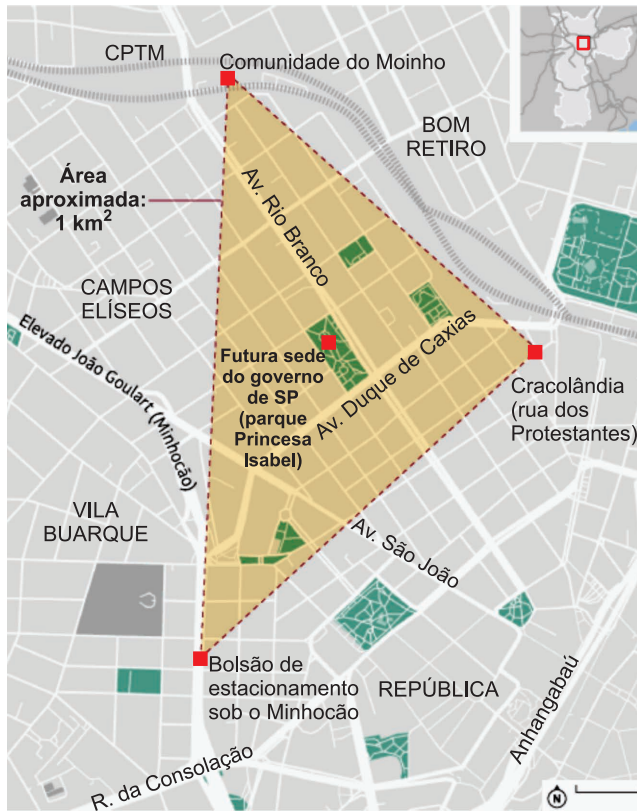 CPTM
Comunidade do Moinho
BOM
RETIRO
Área
aproximada:
1 km²
Av. Rio Branco
CAMPOS
ELÍSEOS
Elevado João Goulart (Minhocão)
Futura sede
do governo
de SP
(parque
Princesa
Isabel)
Av. Duque de Caxias
Cracolândia
(rua dos
Protestantes)
VILA
BUARQUE
Av. São João
Bolsão de
estacionamento
sob o Minhocão
REPÚBLICA
Anhangabaú
R. da Consolação
N